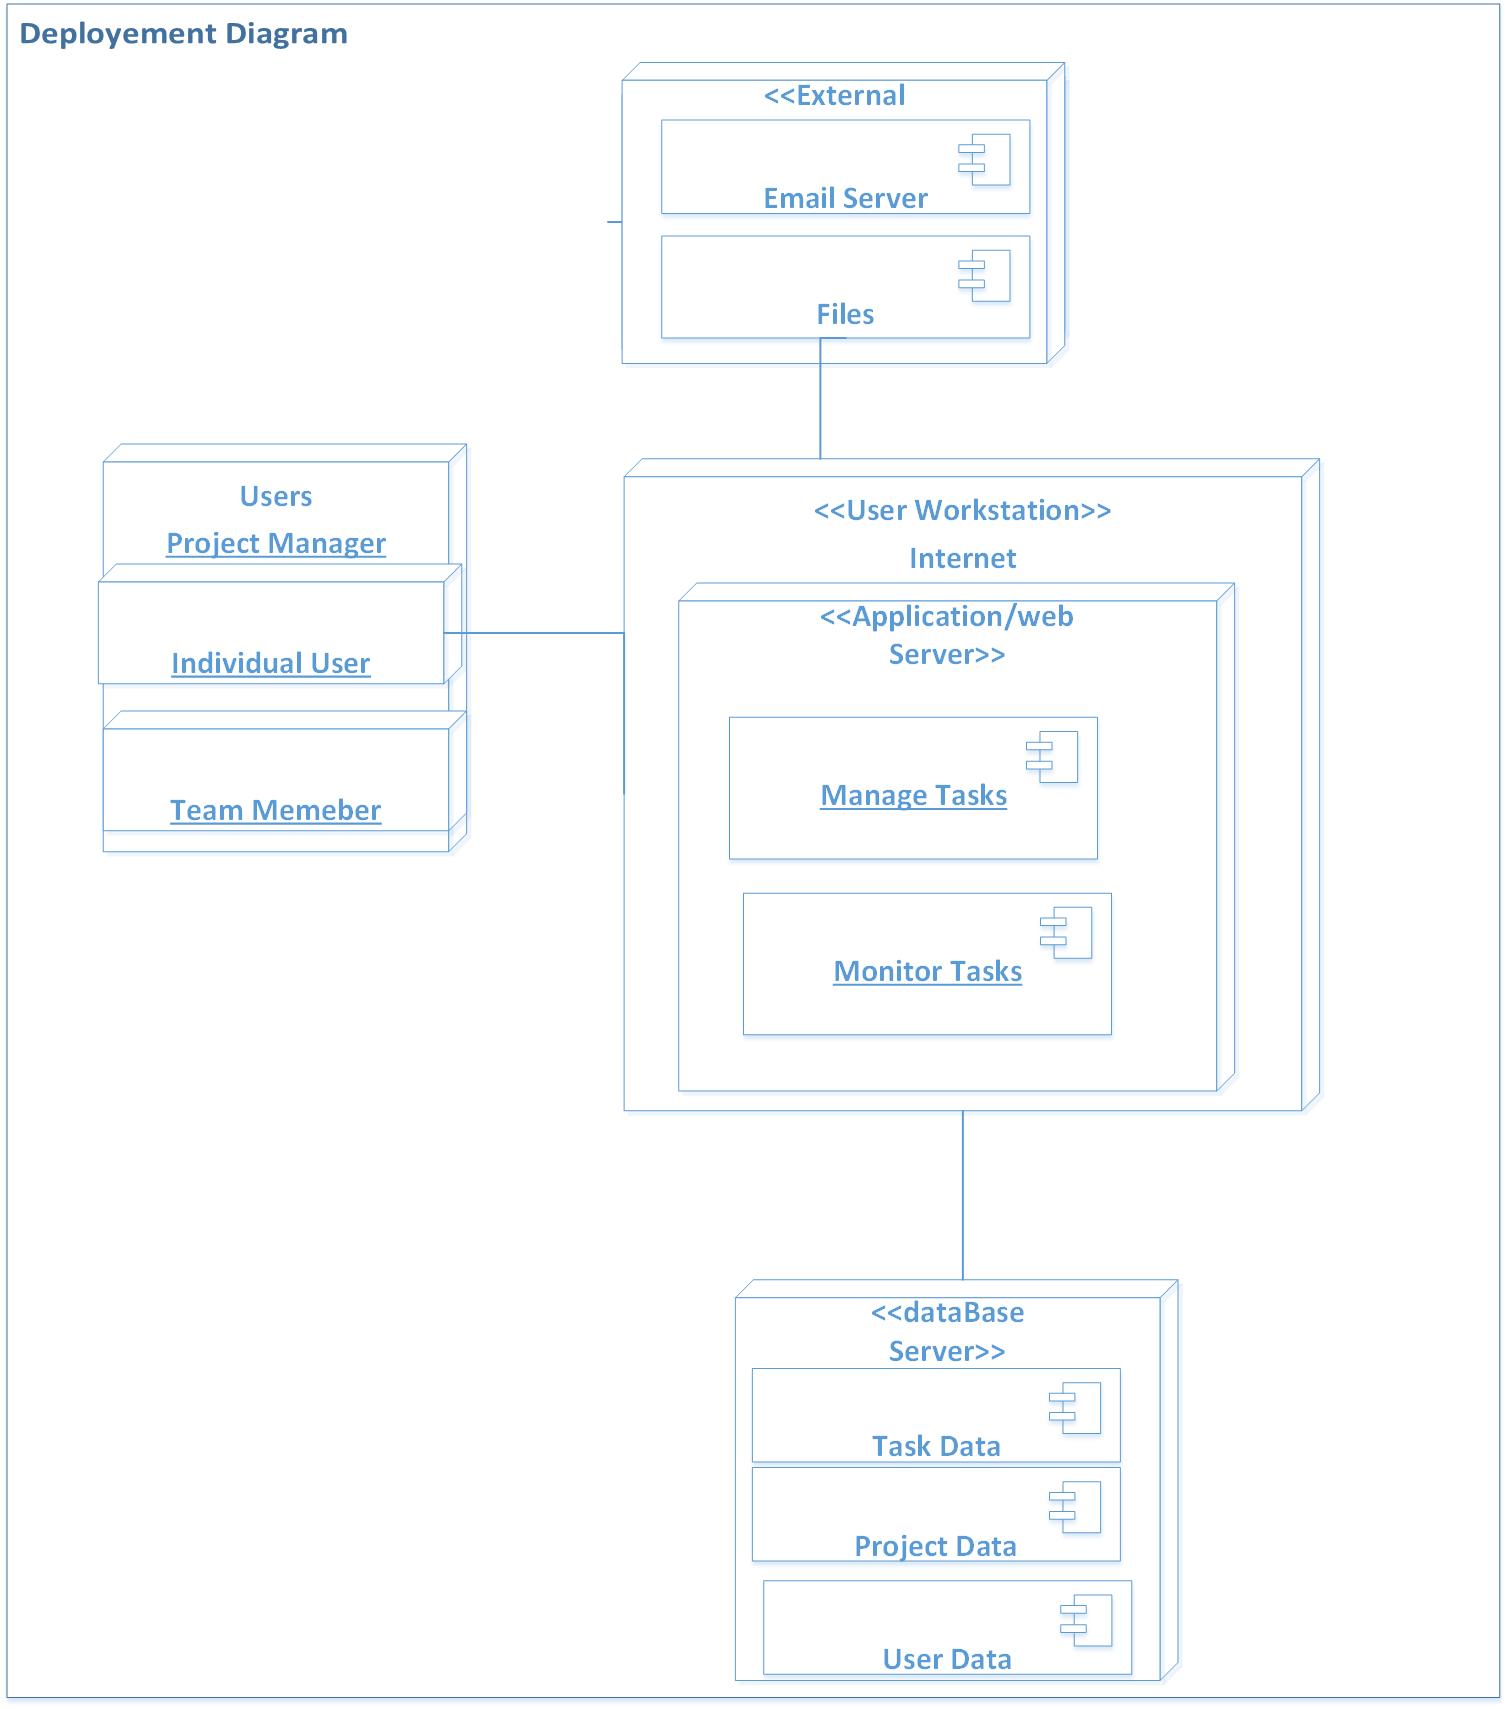 Deployement Diagram
<<External
Email Server
Files
Users
Project Manager
Individual User
Team Memeber
<<User Workstation>>
Internet
<<Application/web
Server>>
Manage Tasks
Monitor Tasks
<<dataBase
Server>>
Task Data
Project Data
User Data